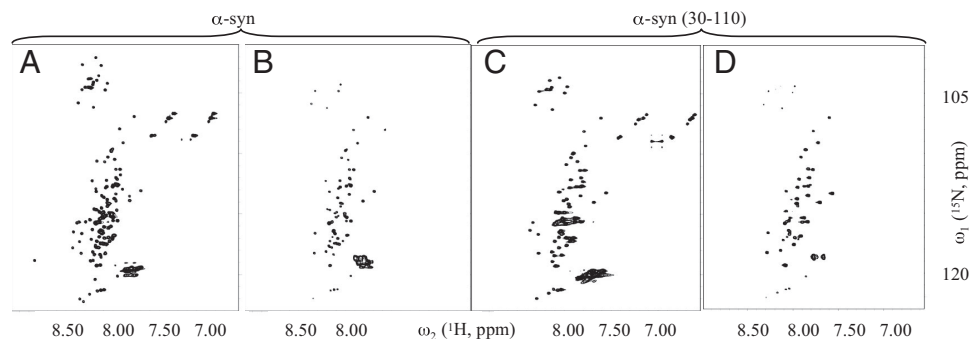 α-syn α-syn (30-110)
A B C D
105
120
ω₁ (¹⁵N, ppm)
8.50 8.00 7.50 7.00 8.50 8.00 ω₂ (¹H, ppm) 8.50 8.00 7.50 7.00 8.50 8.00 7.50 7.00